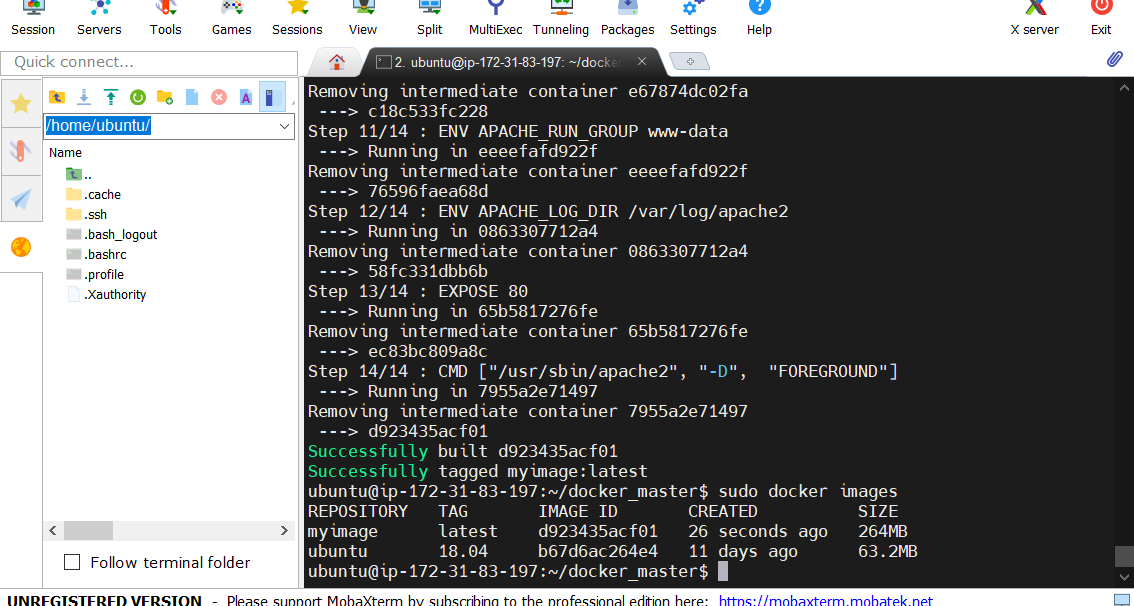 Session Servers Tools Games Sessions View Split MultiExec Tunneling Packages Settings Help X server Exit
Quick connect...
2. ubuntu@ip-172-31-83-197: ~/docke
/home/ubuntu/
Name
..
.cache
.ssh
.bash_logout
.bashrc
.profile
.Xauthority
Follow terminal folder
Removing intermediate container e67874dc02fa
 ---> c18c533fc228
Step 11/14 : ENV APACHE_RUN_GROUP www-data
 ---> Running in eeeefafd922f
Removing intermediate container eeeefafd922f
 ---> 76596faea68d
Step 12/14 : ENV APACHE_LOG_DIR /var/log/apache2
 ---> Running in 0863307712a4
Removing intermediate container 0863307712a4
 ---> 58fc331dbb6b
Step 13/14 : EXPOSE 80
 ---> Running in 65b5817276fe
Removing intermediate container 65b5817276fe
 ---> ec83bc809a8c
Step 14/14 : CMD ["/usr/sbin/apache2", "-D",  "FOREGROUND"]
 ---> Running in 7955a2e71497
Removing intermediate container 7955a2e71497
 ---> d923435acf01
Successfully built d923435acf01
Successfully tagged myimage:latest
ubuntu@ip-172-31-83-197:~/docker_master$ sudo docker images
REPOSITORY   TAG       IMAGE ID       CREATED          SIZE
myimage      latest    d923435acf01   26 seconds ago   264MB
ubuntu       18.04     b67d6ac264e4   11 days ago      63.2MB
ubuntu@ip-172-31-83-197:~/docker_master$
UNREGISTERED VERSION - Please support MobaXterm by subscribing to the professional edition here: https://mobaxterm.mobatek.net